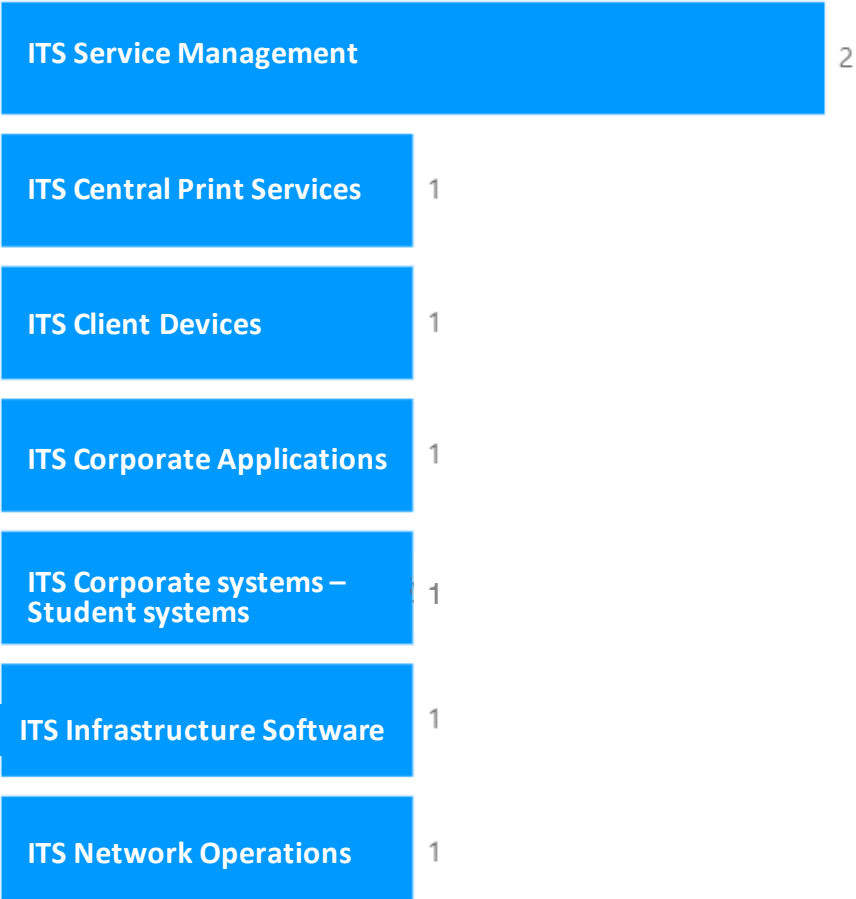 ITS Service Management
2
ITS Central Print Services
1
ITS Client Devices
1
ITS Corporate Applications
1
ITS Corporate systems –
Student systems
1
ITS Infrastructure Software
1
ITS Network Operations
1